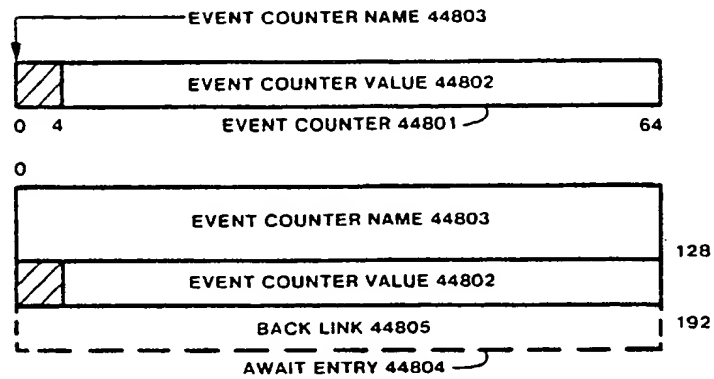 EVENT COUNTER NAME 44803
EVENT COUNTER VALUE 44802
0 4 EVENT COUNTER 44801 64
0
EVENT COUNTER NAME 44803
128
EVENT COUNTER VALUE 44802
BACK LINK 44805 192
AWAIT ENTRY 44804